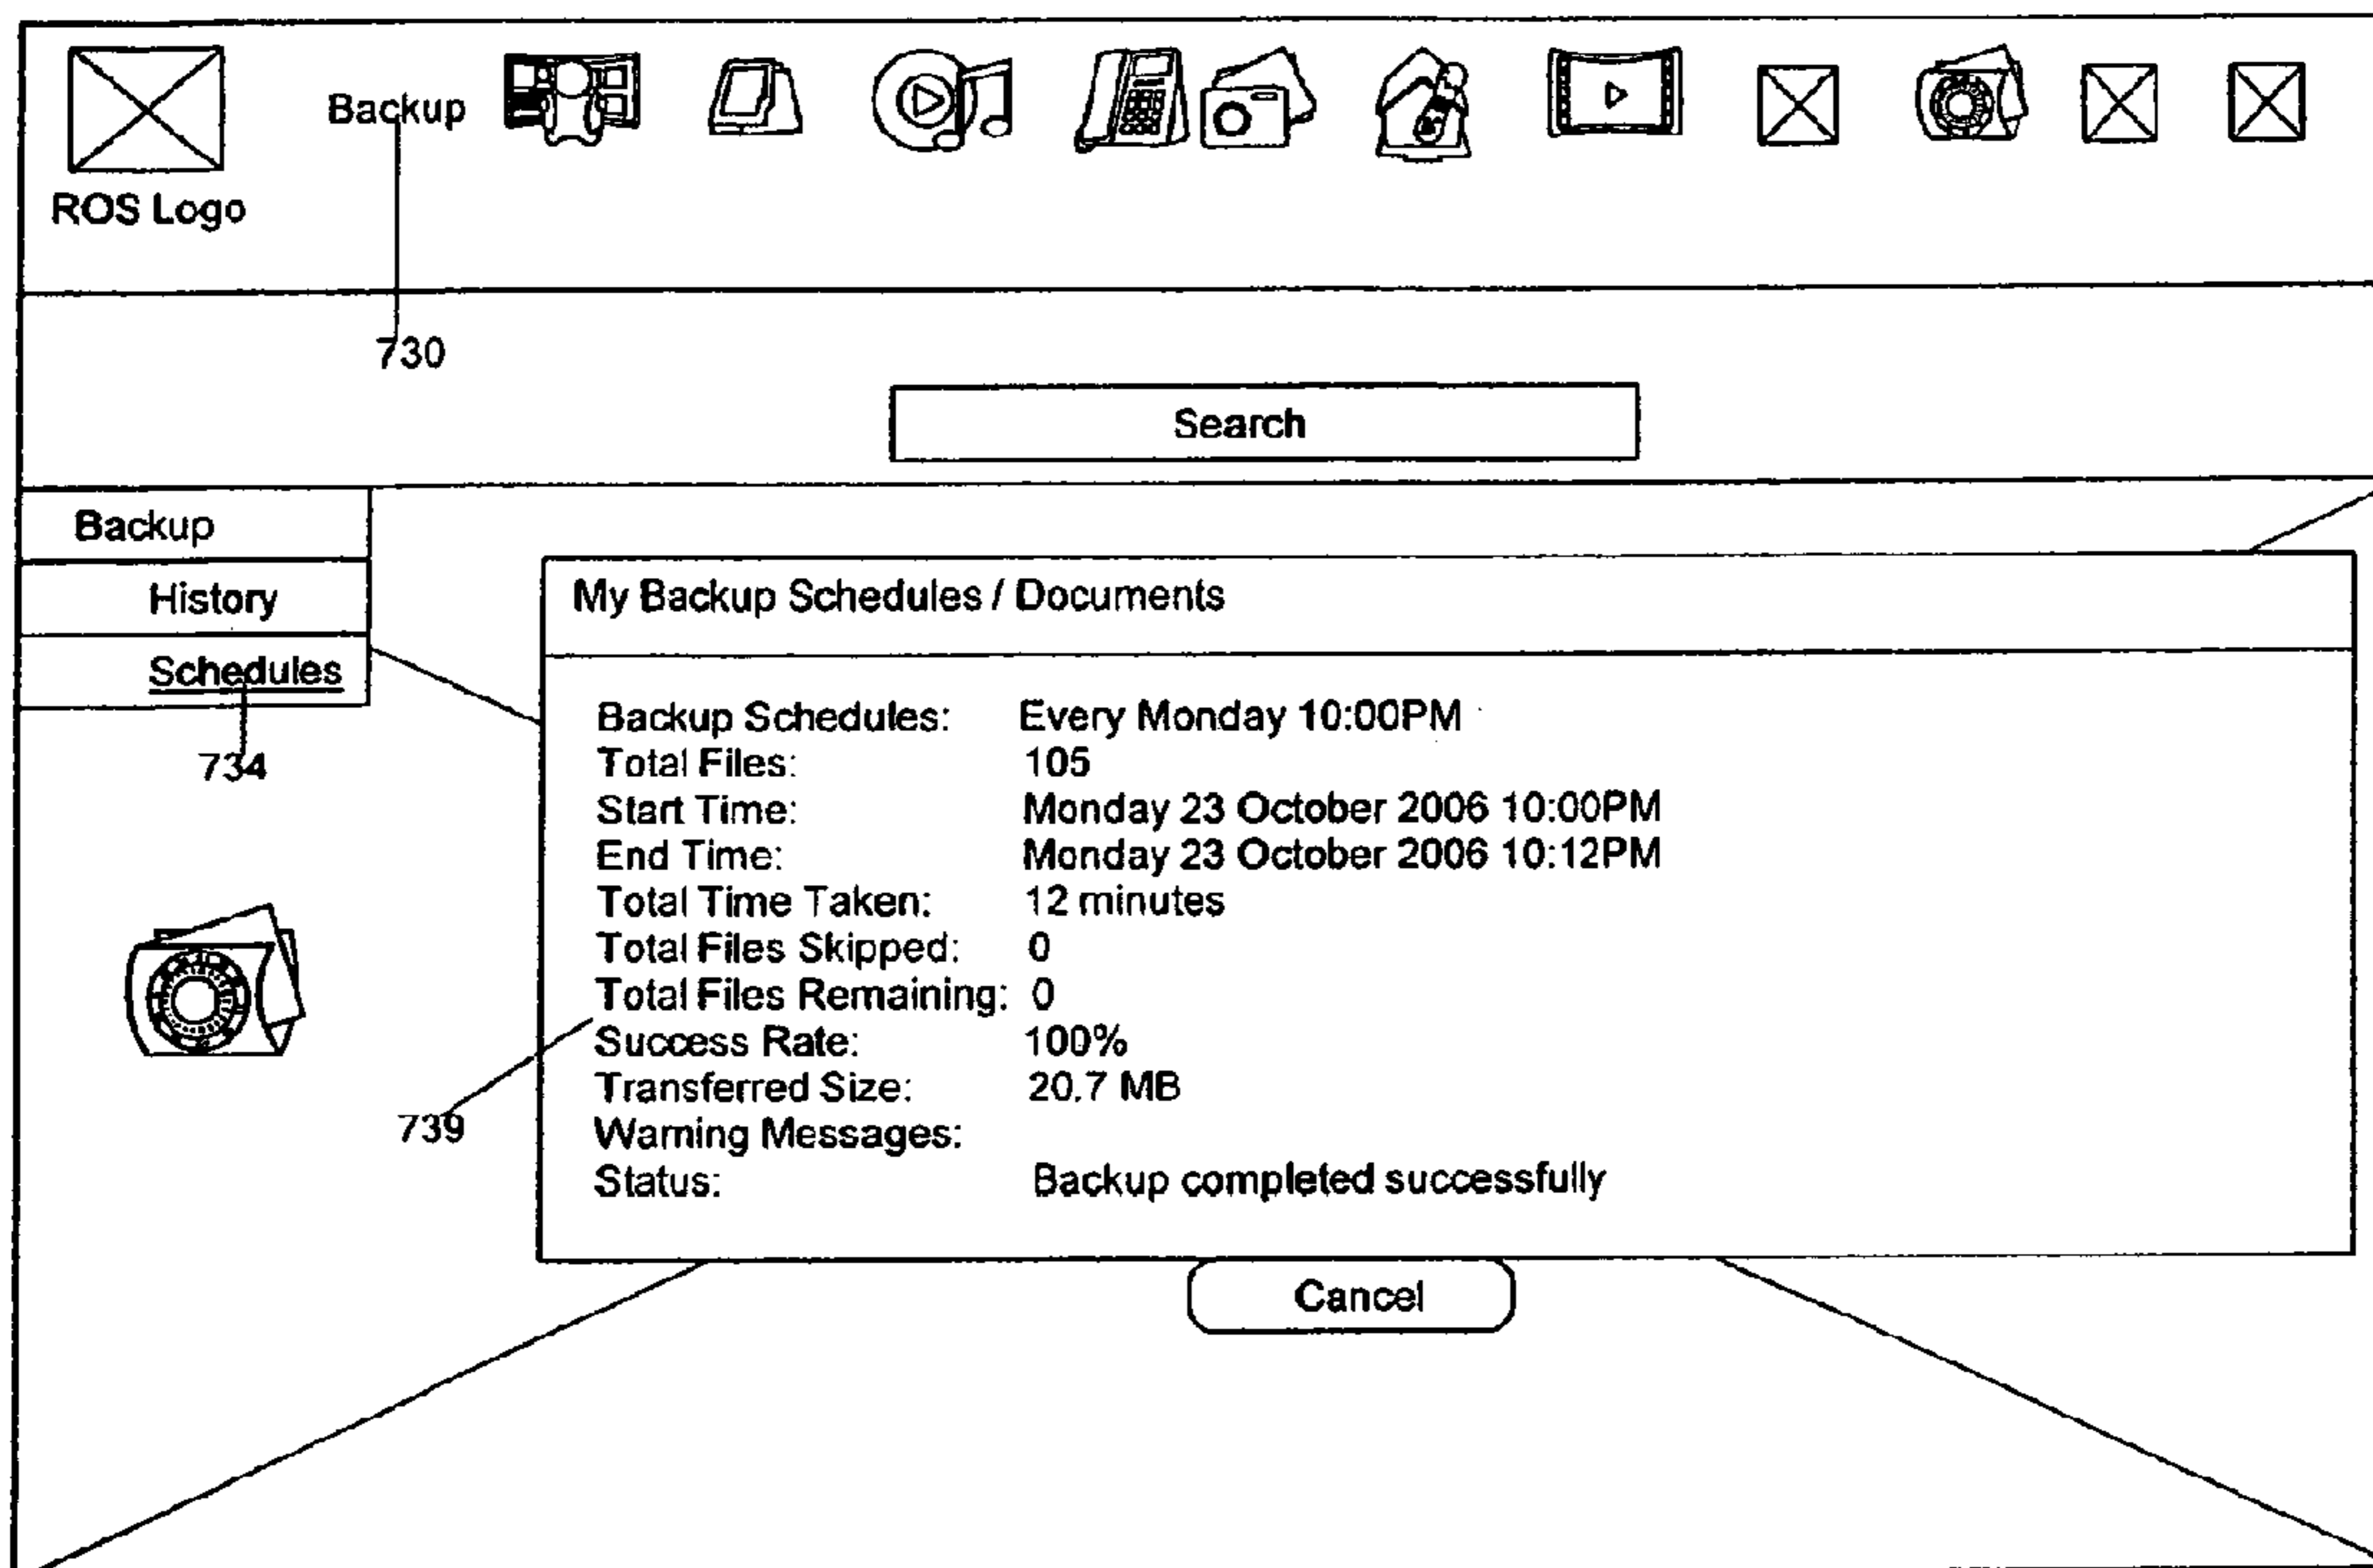 Backup
ROS Logo
730
Search
Backup
History
Schedules
734
My Backup Schedules / Documents
Backup Schedules: Every Monday 10:00PM
Total Files: 105
Start Time: Monday 23 October 2006 10:00PM
End Time: Monday 23 October 2006 10:12PM
Total Time Taken: 12 minutes
Total Files Skipped: 0
Total Files Remaining: 0
Success Rate: 100%
Transferred Size: 20.7 MB
Warning Messages:
Status: Backup completed successfully
739
Cancel